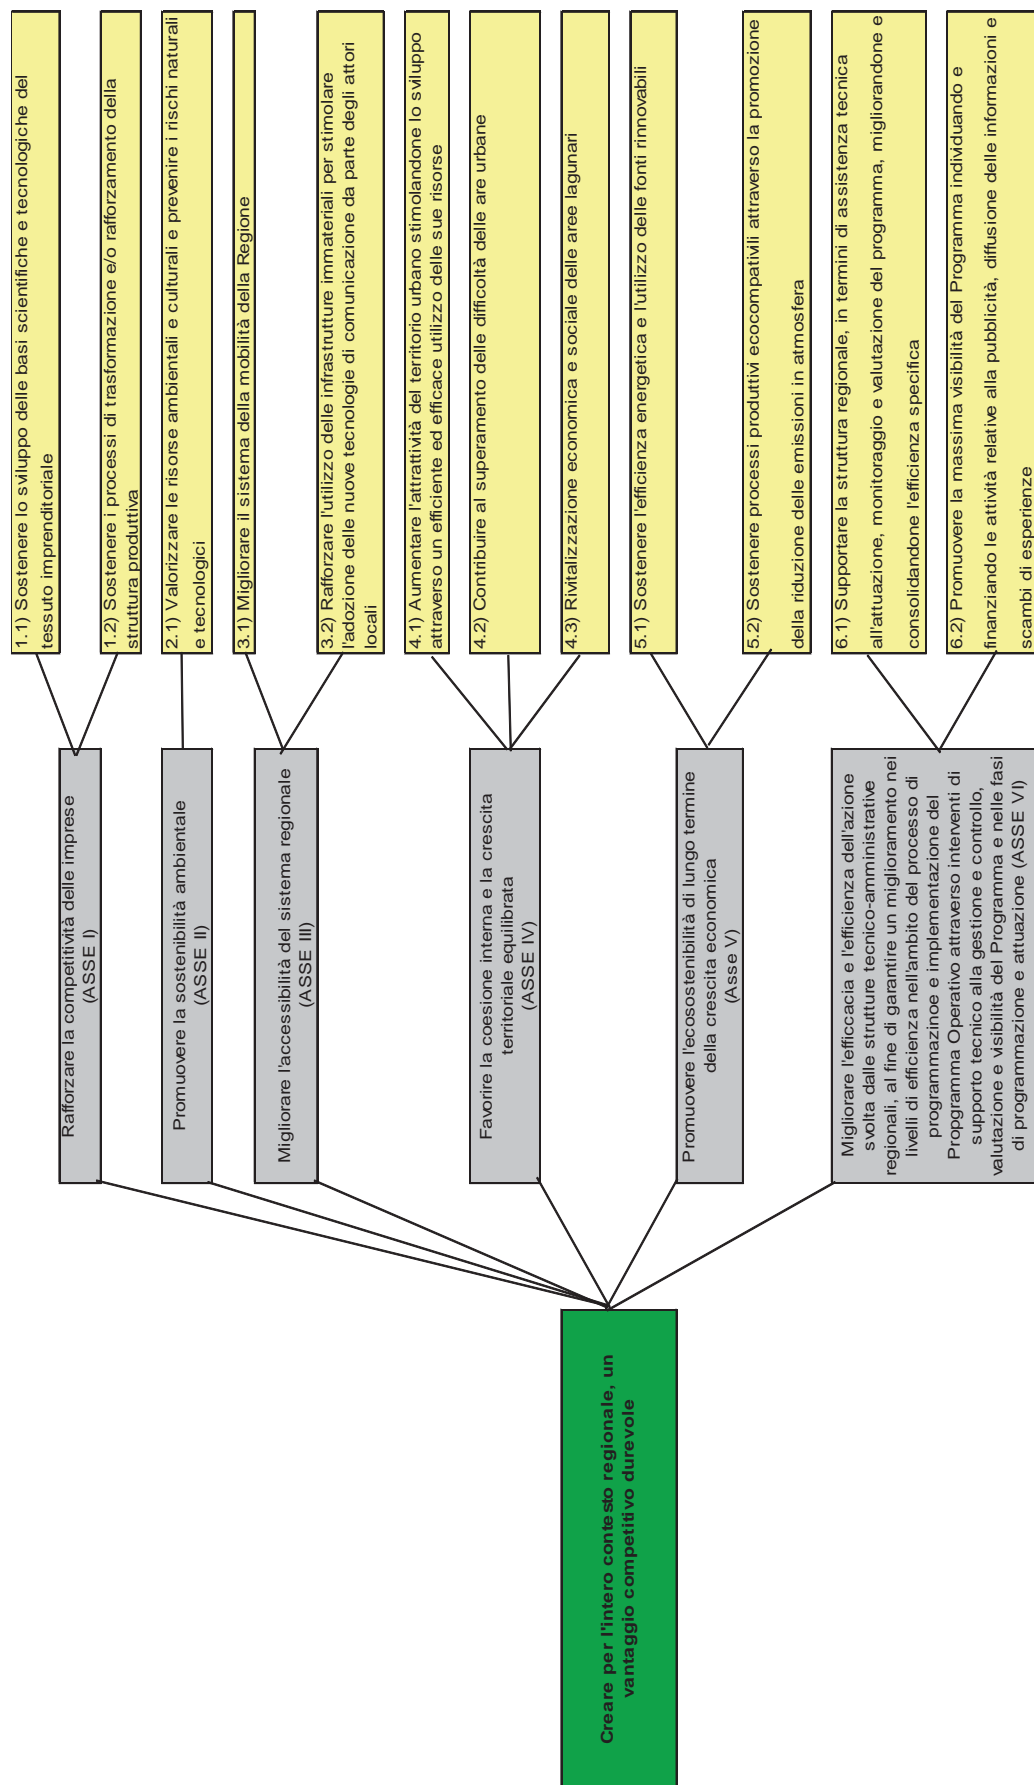 Creare per l'intero contesto regionale, un
vantaggio competitivo durevole
Rafforzare la competitività delle imprese
(ASSE I)
Promuovere la sostenibilità ambientale
(ASSE II)
Migliorare l'accessibilità del sistema regionale
(ASSE III)
Favorire la coesione interna e la crescita
territoriale equilibrata
(ASSE IV)
Promuovere l'ecosostenibilità di lungo termine
della crescita economica
(Asse V)
Migliorare l'efficcacia e l'efficienza dell'azione
svolta dalle strutture tecnico-amministrative
regionali, al fine di garantire un miglioramento nei
livelli di efficienza nell'ambito del processo di
programmazinoe e implementazione del
Propgramma Operativo attraverso interventi di
supporto tecnico alla gestione e controllo,
valutazione e visibilità del Programma e nelle fasi
di programmazione e attuazione (ASSE VI)
1.1) Sostenere lo sviluppo delle basi scientifiche e tecnologiche del
tessuto imprenditoriale
1.2) Sostenere i processi di trasformazione e/o rafforzamento della
struttura produttiva
2.1) Valorizzare le risorse ambientali e culturali e prevenire i rischi naturali
e tecnologici
3.1) Migliorare il sistema della mobilità della Regione
3.2) Rafforzare l'utilizzo delle infrastrutture immateriali per stimolare
l'adozione delle nuove tecnologie di comunicazione da parte degli attori
locali
4.1) Aumentare l'attrattività del territorio urbano stimolandone lo sviluppo
attraverso un efficiente ed efficace utilizzo delle sue risorse
4.2) Contribuire al superamento delle difficoltà delle are urbane
4.3) Rivitalizzazione economica e sociale delle aree lagunari
5.1) Sostenere l'efficienza energetica e l'utilizzo delle fonti rinnovabili
5.2) Sostenere processi produttivi ecocompativili attraverso la promozione
della riduzione delle emissioni in atmosfera
6.1) Supportare la struttura regionale, in termini di assistenza tecnica
all'attuazione, monitoraggio e valutazione del programma, migliorandone e
consolidandone l'efficienza specifica
6.2) Promuovere la massima visibilità del Programma individuando e
finanziando le attività relative alla pubblicità, diffusione delle informazioni e
scambi di esperienze